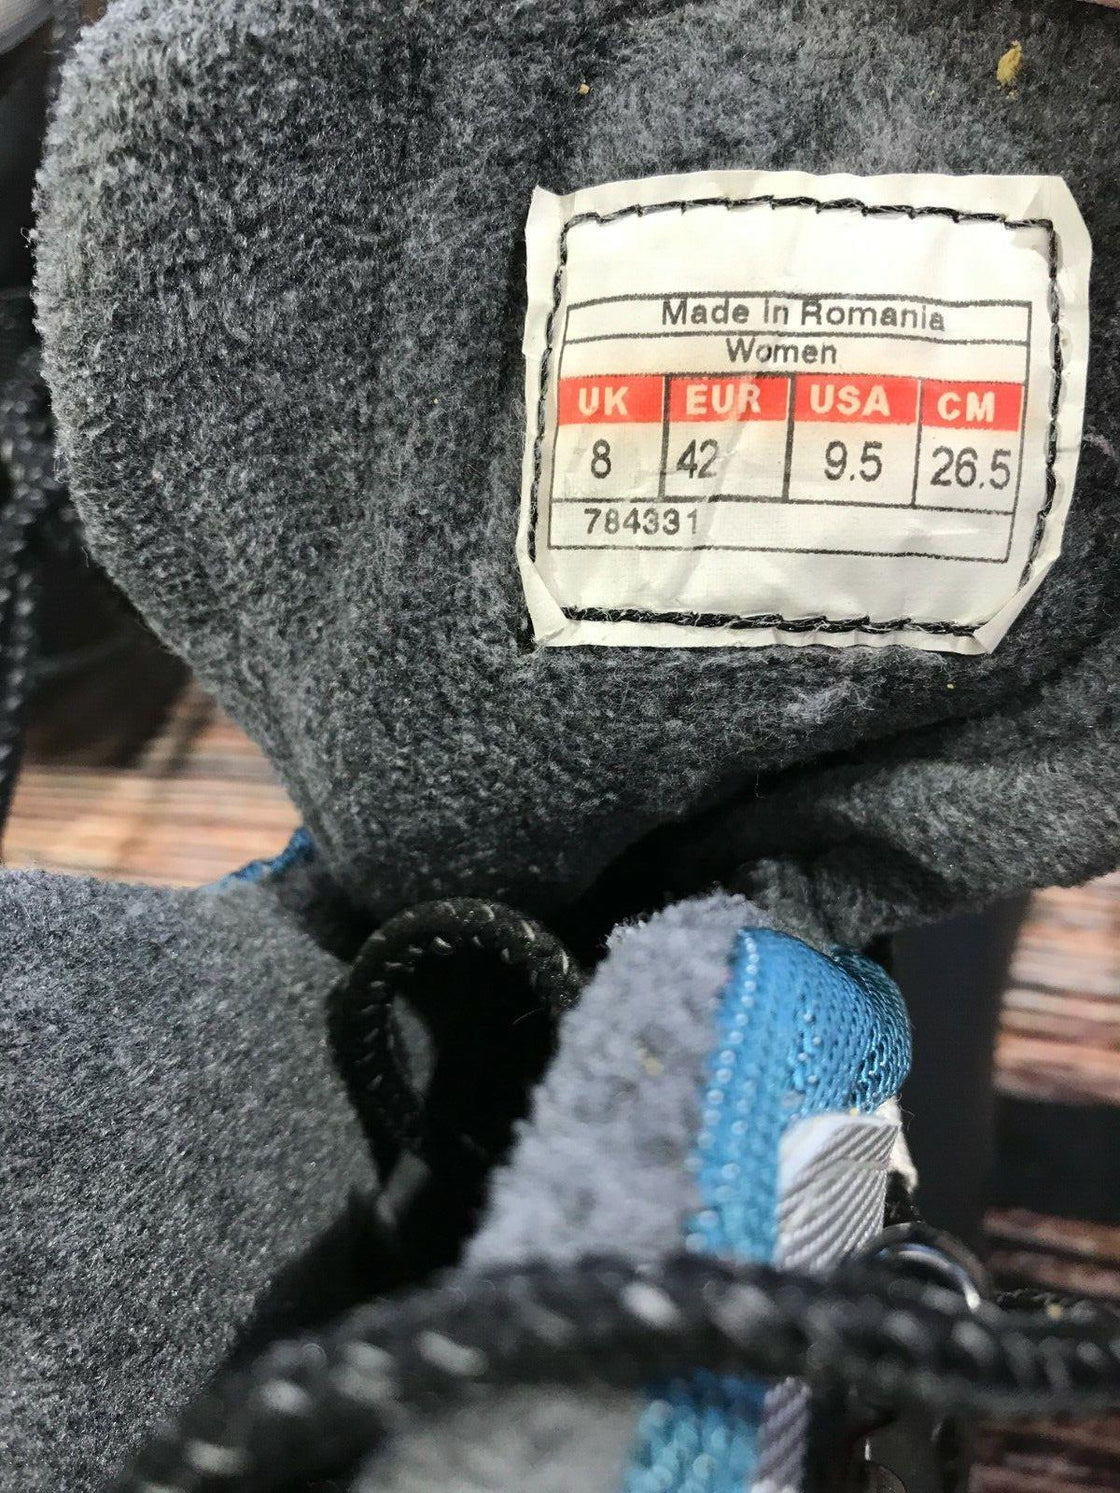 Made in Romania
Women
UK EUR USA CM
8 42 9.5 26.5
784331